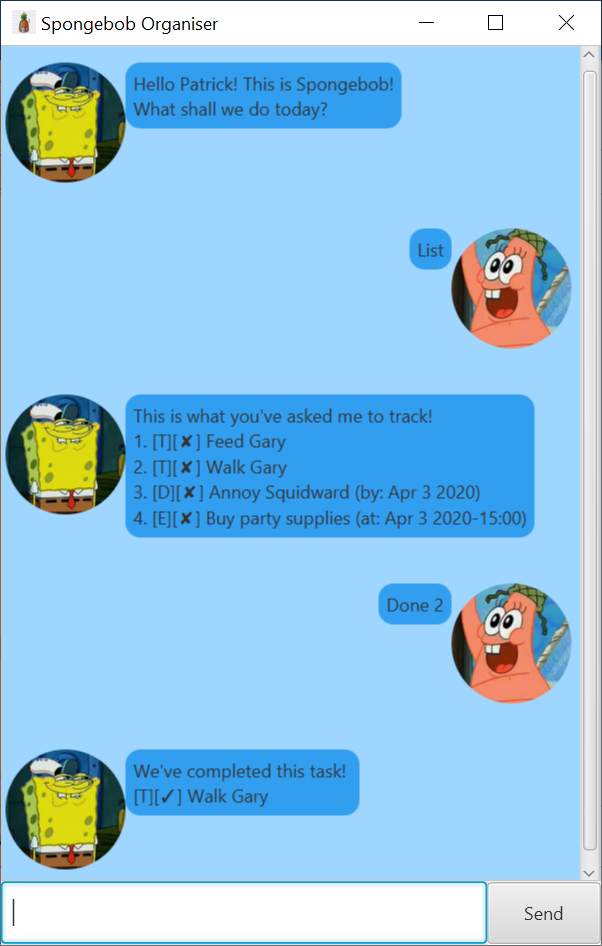 Spongebob Organiser
Hello Patrick! This is Spongebob!
What shall we do today?
List
This is what you've asked me to track!
1. [T][✘] Feed Gary
2. [T][✘] Walk Gary
3. [D][✘] Annoy Squidward (by: Apr 3 2020)
4. [E][✘] Buy party supplies (at: Apr 3 2020-15:00)
Done 2
We've completed this task!
[T][✓] Walk Gary
Send